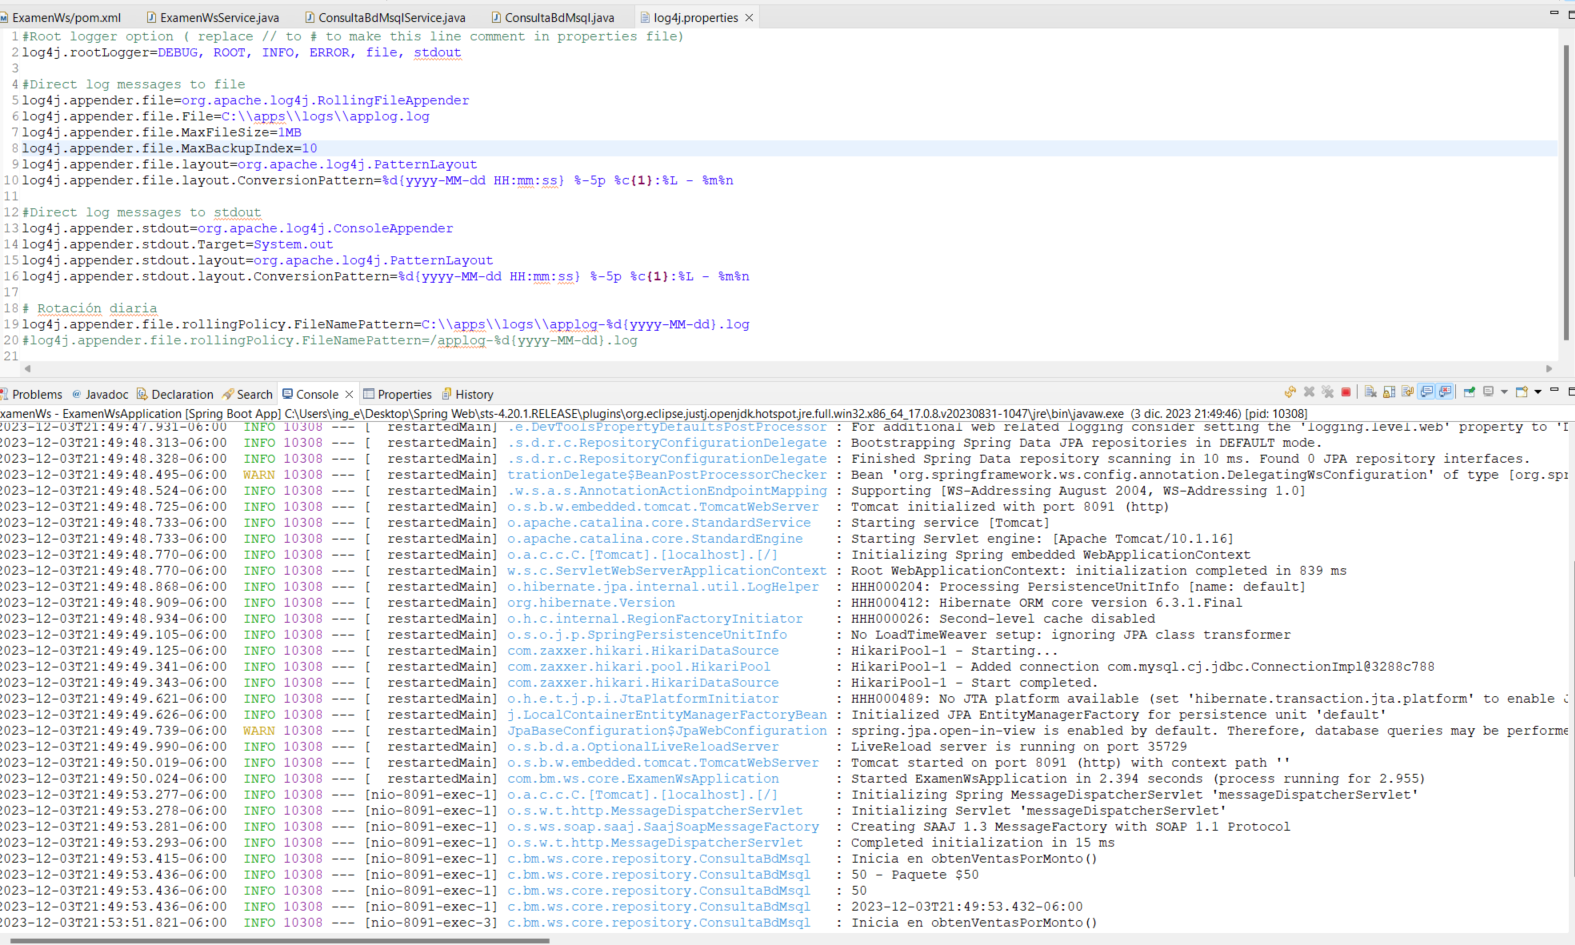 ExamenWs/pom.xml ExamenWsService.java ConsultaBdMsqlService.java ConsultaBdMsql.java log4j.properties
1 #Root logger option ( replace // to # to make this line comment in properties file)
2 log4j.rootLogger=DEBUG, ROOT, INFO, ERROR, file, stdout
3
4 #Direct log messages to file
5 log4j.appender.file=org.apache.log4j.RollingFileAppender
6 log4j.appender.file.File=C:\\apps\\logs\\applog.log
7 log4j.appender.file.MaxFileSize=1MB
8 log4j.appender.file.MaxBackupIndex=10
9 log4j.appender.file.layout=org.apache.log4j.PatternLayout
10 log4j.appender.file.layout.ConversionPattern=%d{yyyy-MM-dd HH:mm:ss} %-5p %c{1}:%L - %m%n
11
12 #Direct log messages to stdout
13 log4j.appender.stdout=org.apache.log4j.ConsoleAppender
14 log4j.appender.stdout.Target=System.out
15 log4j.appender.stdout.layout=org.apache.log4j.PatternLayout
16 log4j.appender.stdout.layout.ConversionPattern=%d{yyyy-MM-dd HH:mm:ss} %-5p %c{1}:%L - %m%n
17
18 # Rotación diaria
19 log4j.appender.file.rollingPolicy.FileNamePattern=C:\\apps\\logs\\applog-%d{yyyy-MM-dd}.log
20 #log4j.appender.file.rollingPolicy.FileNamePattern=/applog-%d{yyyy-MM-dd}.log
21
Problems Javadoc Declaration Search Console Properties History
xamenWs - ExamenWsApplication [Spring Boot App] C:\Users\ing_e\Desktop\Spring Web\sts-4.20.1.RELEASE\plugins\org.eclipse.justj.openjdk.hotspot.jre.full.win32.x86_64_17.0.8.v20230831-1047\jre\bin\javaw.exe (3 dic. 2023 21:49:46) [pid: 10308]
2023-12-03T21:49:47.931-06:00 INFO 10308 --- [ restartedMain] .e.DevToolsPropertyDefaultsPostProcessor : For additional web related logging consider setting the 'logging.level.web' property to 'D
2023-12-03T21:49:48.313-06:00 INFO 10308 --- [ restartedMain] .s.d.r.c.RepositoryConfigurationDelegate : Bootstrapping Spring Data JPA repositories in DEFAULT mode.
2023-12-03T21:49:48.328-06:00 INFO 10308 --- [ restartedMain] .s.d.r.c.RepositoryConfigurationDelegate : Finished Spring Data repository scanning in 10 ms. Found 0 JPA repository interfaces.
2023-12-03T21:49:48.495-06:00 WARN 10308 --- [ restartedMain] trationDelegate$BeanPostProcessorChecker : Bean 'org.springframework.ws.config.annotation.DelegatingWsConfiguration' of type [org.spr
2023-12-03T21:49:48.524-06:00 INFO 10308 --- [ restartedMain] .w.s.a.s.AnnotationActionEndpointMapping : Supporting [WS-Addressing August 2004, WS-Addressing 1.0]
2023-12-03T21:49:48.725-06:00 INFO 10308 --- [ restartedMain] o.s.b.w.embedded.tomcat.TomcatWebServer : Tomcat initialized with port 8091 (http)
2023-12-03T21:49:48.733-06:00 INFO 10308 --- [ restartedMain] o.apache.catalina.core.StandardService : Starting service [Tomcat]
2023-12-03T21:49:48.733-06:00 INFO 10308 --- [ restartedMain] o.apache.catalina.core.StandardEngine : Starting Servlet engine: [Apache Tomcat/10.1.16]
2023-12-03T21:49:48.770-06:00 INFO 10308 --- [ restartedMain] o.a.c.c.C.[Tomcat].[localhost].[/] : Initializing Spring embedded WebApplicationContext
2023-12-03T21:49:48.770-06:00 INFO 10308 --- [ restartedMain] w.s.c.ServletWebServerApplicationContext : Root WebApplicationContext: initialization completed in 839 ms
2023-12-03T21:49:48.868-06:00 INFO 10308 --- [ restartedMain] o.hibernate.jpa.internal.util.LogHelper : HHH000204: Processing PersistenceUnitInfo [name: default]
2023-12-03T21:49:48.909-06:00 INFO 10308 --- [ restartedMain] org.hibernate.Version : HHH000412: Hibernate ORM core version 6.3.1.Final
2023-12-03T21:49:48.934-06:00 INFO 10308 --- [ restartedMain] o.h.c.internal.RegionFactoryInitiator : HHH000026: Second-level cache disabled
2023-12-03T21:49:49.105-06:00 INFO 10308 --- [ restartedMain] o.s.o.j.p.SpringPersistenceUnitInfo : No LoadTimeWeaver setup: ignoring JPA class transformer
2023-12-03T21:49:49.125-06:00 INFO 10308 --- [ restartedMain] com.zaxxer.hikari.HikariDataSource : HikariPool-1 - Starting...
2023-12-03T21:49:49.341-06:00 INFO 10308 --- [ restartedMain] com.zaxxer.hikari.pool.HikariPool : HikariPool-1 - Added connection com.mysql.cj.jdbc.ConnectionImpl@3288c788
2023-12-03T21:49:49.343-06:00 INFO 10308 --- [ restartedMain] com.zaxxer.hikari.HikariDataSource : HikariPool-1 - Start completed.
2023-12-03T21:49:49.621-06:00 INFO 10308 --- [ restartedMain] o.h.e.t.j.p.i.JtaPlatformInitiator : HHH000489: No JTA platform available (set 'hibernate.transaction.jta.platform' to enable J
2023-12-03T21:49:49.626-06:00 INFO 10308 --- [ restartedMain] j.LocalContainerEntityManagerFactoryBean : Initialized JPA EntityManagerFactory for persistence unit 'default'
2023-12-03T21:49:49.739-06:00 WARN 10308 --- [ restartedMain] JpaBaseConfiguration$JpaWebConfiguration : spring.jpa.open-in-view is enabled by default. Therefore, database queries may be performe
2023-12-03T21:49:49.990-06:00 INFO 10308 --- [ restartedMain] o.s.b.d.a.OptionalLiveReloadServer : LiveReload server is running on port 35729
2023-12-03T21:49:50.019-06:00 INFO 10308 --- [ restartedMain] o.s.b.w.embedded.tomcat.TomcatWebServer : Tomcat started on port 8091 (http) with context path ''
2023-12-03T21:49:50.024-06:00 INFO 10308 --- [ restartedMain] com.bm.ws.core.ExamenWsApplication : Started ExamenWsApplication in 2.394 seconds (process running for 2.955)
2023-12-03T21:49:53.277-06:00 INFO 10308 --- [nio-8091-exec-1] o.a.c.c.C.[Tomcat].[localhost].[/] : Initializing Spring MessageDispatcherServlet 'messageDispatcherServlet'
2023-12-03T21:49:53.278-06:00 INFO 10308 --- [nio-8091-exec-1] o.s.w.t.http.MessageDispatcherServlet : Initializing Servlet 'messageDispatcherServlet'
2023-12-03T21:49:53.281-06:00 INFO 10308 --- [nio-8091-exec-1] o.s.ws.soap.saaj.SaajSoapMessageFactory : Creating SAAJ 1.3 MessageFactory with SOAP 1.1 Protocol
2023-12-03T21:49:53.293-06:00 INFO 10308 --- [nio-8091-exec-1] o.s.w.t.http.MessageDispatcherServlet : Completed initialization in 15 ms
2023-12-03T21:49:53.415-06:00 INFO 10308 --- [nio-8091-exec-1] c.bm.ws.core.repository.ConsultaBdMsql : Inicia en obtenVentasPorMonto()
2023-12-03T21:49:53.436-06:00 INFO 10308 --- [nio-8091-exec-1] c.bm.ws.core.repository.ConsultaBdMsql : 50 - Paquete $50
2023-12-03T21:49:53.436-06:00 INFO 10308 --- [nio-8091-exec-1] c.bm.ws.core.repository.ConsultaBdMsql : 50
2023-12-03T21:49:53.436-06:00 INFO 10308 --- [nio-8091-exec-1] c.bm.ws.core.repository.ConsultaBdMsql : 2023-12-03T21:49:53.432-06:00
2023-12-03T21:53:51.821-06:00 INFO 10308 --- [nio-8091-exec-3] c.bm.ws.core.repository.ConsultaBdMsql : Inicia en obtenVentasPorMonto()